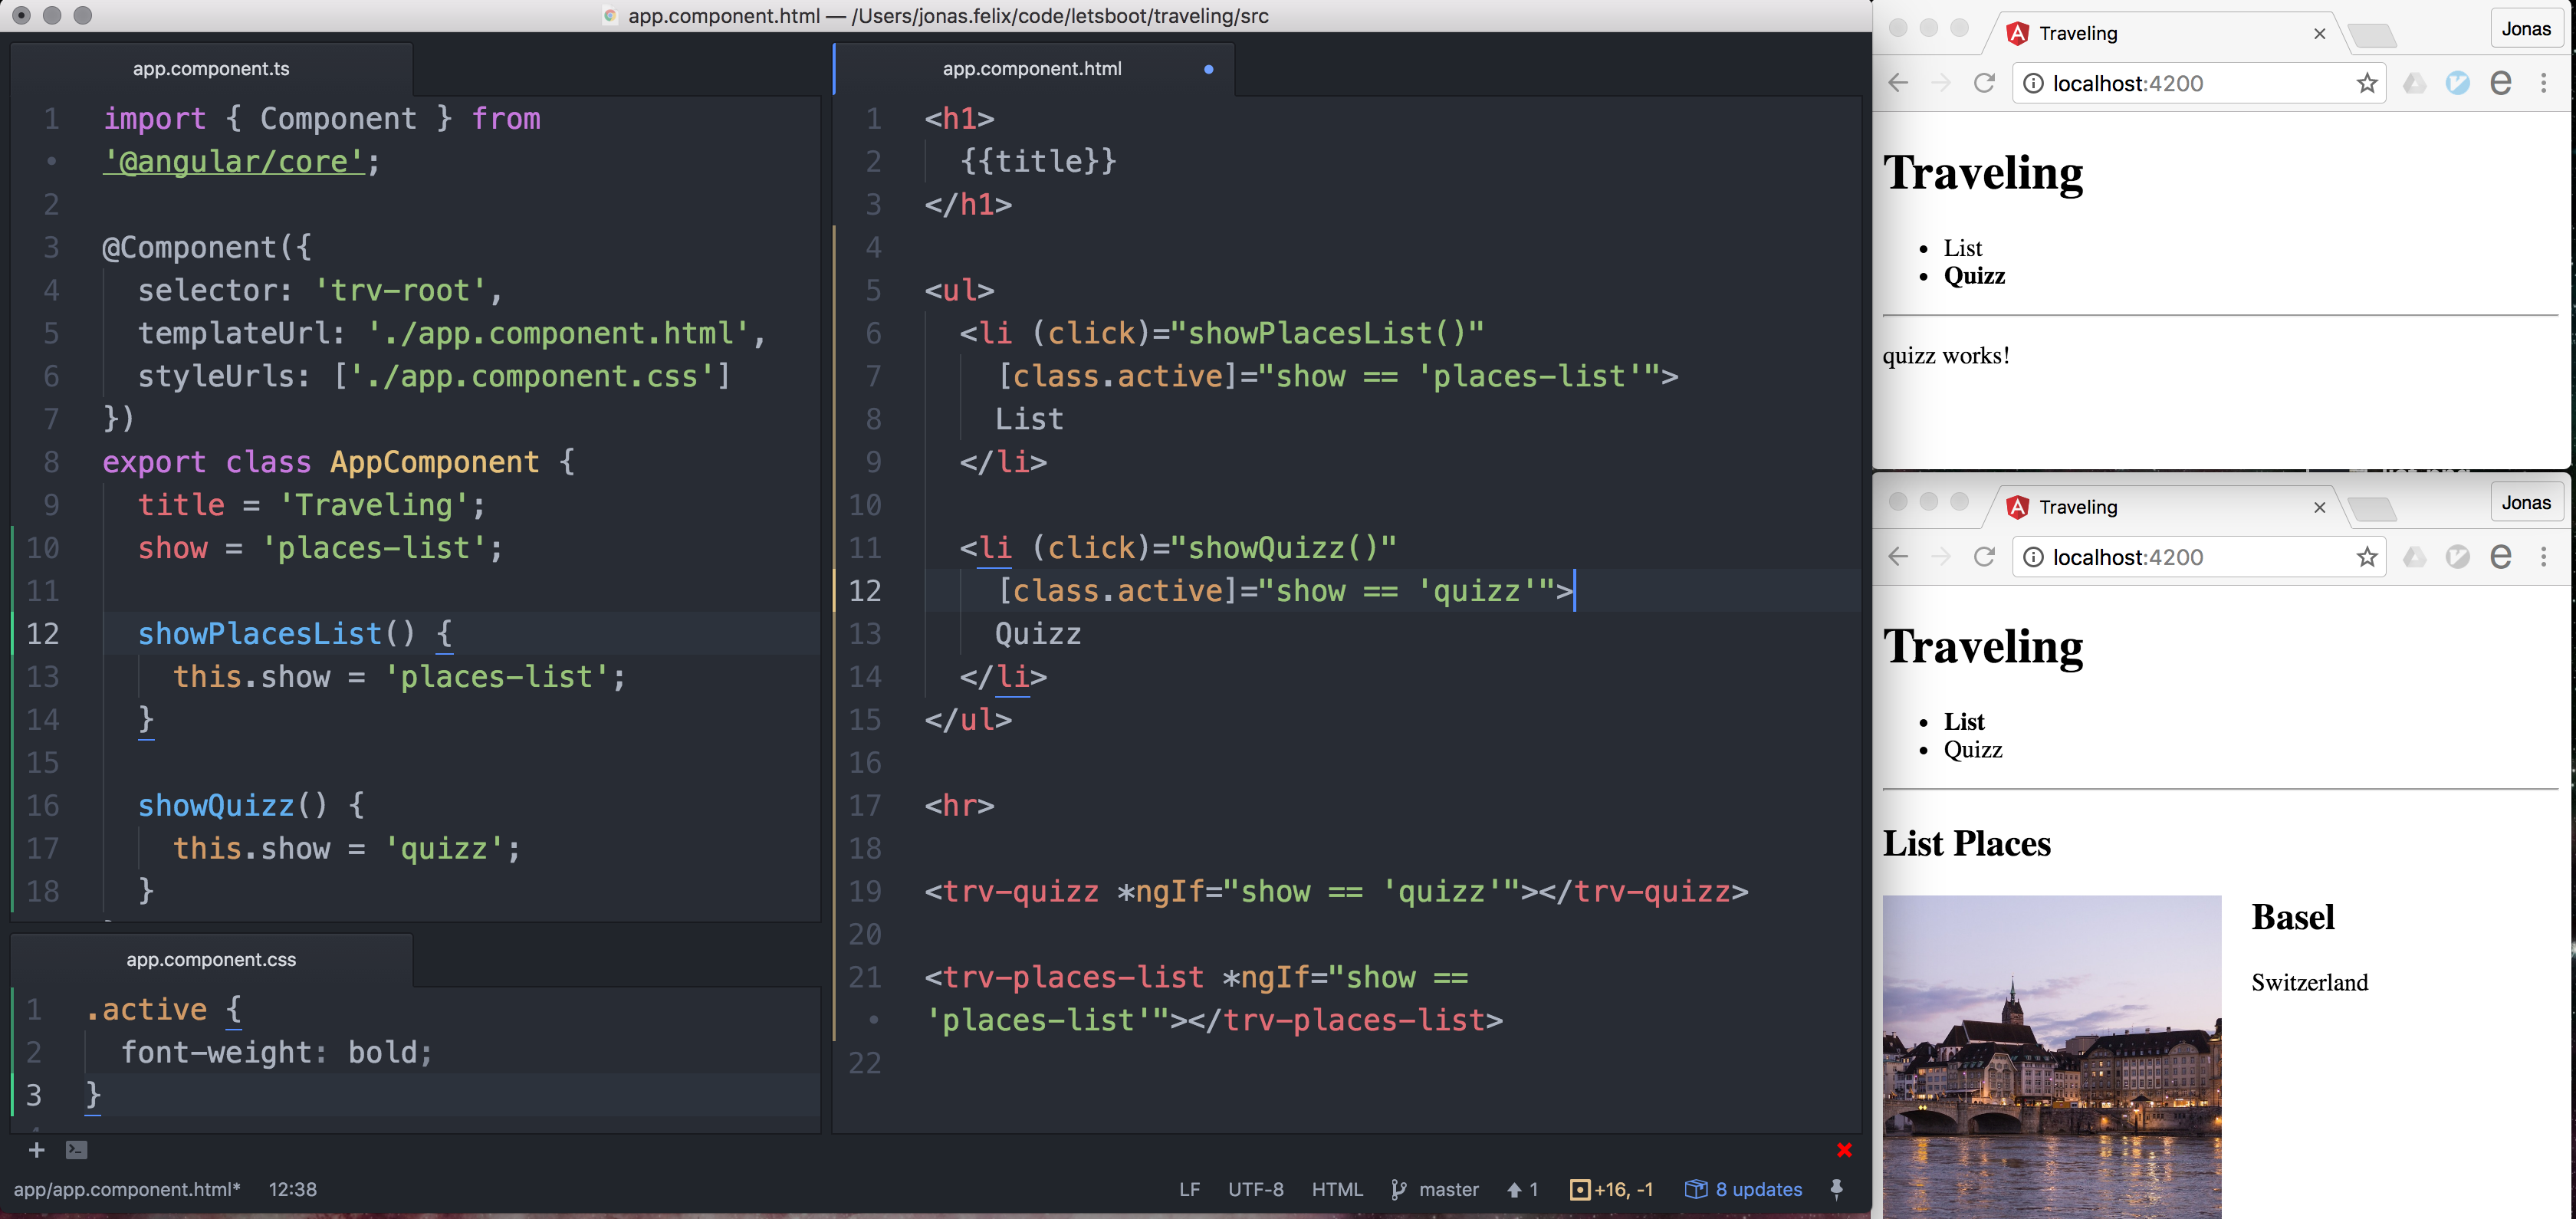 app.component.html — /Users/jonas.felix/code/letsboot/traveling/src
app.component.ts
1 import { Component } from
• '@angular/core';
2
3 @Component({
4 selector: 'trv-root',
5 templateUrl: './app.component.html',
6 styleUrls: ['./app.component.css']
7 })
8 export class AppComponent {
9 title = 'Traveling';
10 show = 'places-list';
11
12 showPlacesList() {
13 this.show = 'places-list';
14 }
15
16 showQuizz() {
17 this.show = 'quizz';
18 }
app.component.css
1 .active {
2 font-weight: bold;
3 }
app.component.html
1 <h1>
2 {{title}}
3 </h1>
4
5 <ul>
6 <li (click)="showPlacesList()"
7 [class.active]="show == 'places-list'">
8 List
9 </li>
10
11 <li (click)="showQuizz()"
12 [class.active]="show == 'quizz'">
13 Quizz
14 </li>
15 </ul>
16
17 <hr>
18
19 <trv-quizz *ngIf="show == 'quizz'"></trv-quizz>
20
21 <trv-places-list *ngIf="show ==
• 'places-list'"></trv-places-list>
22
app/app.component.html* 12:38 LF UTF-8 HTML master 1 +16, -1 8 updates
Traveling Jonas
localhost:4200
Traveling
• List
• Quizz
quizz works!
Traveling Jonas
localhost:4200
Traveling
• List
• Quizz
List Places
Basel
Switzerland